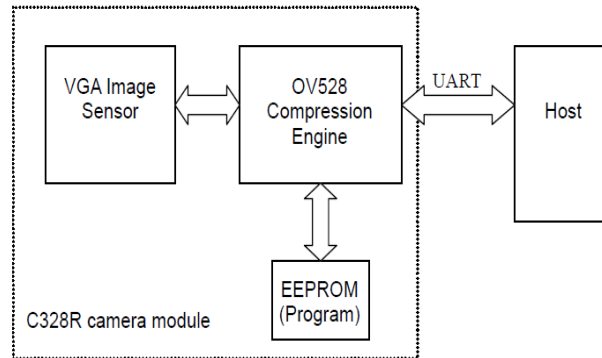 VGA Image
Sensor
OV528
Compression
Engine
UART
Host
EEPROM
(Program)
C328R camera module